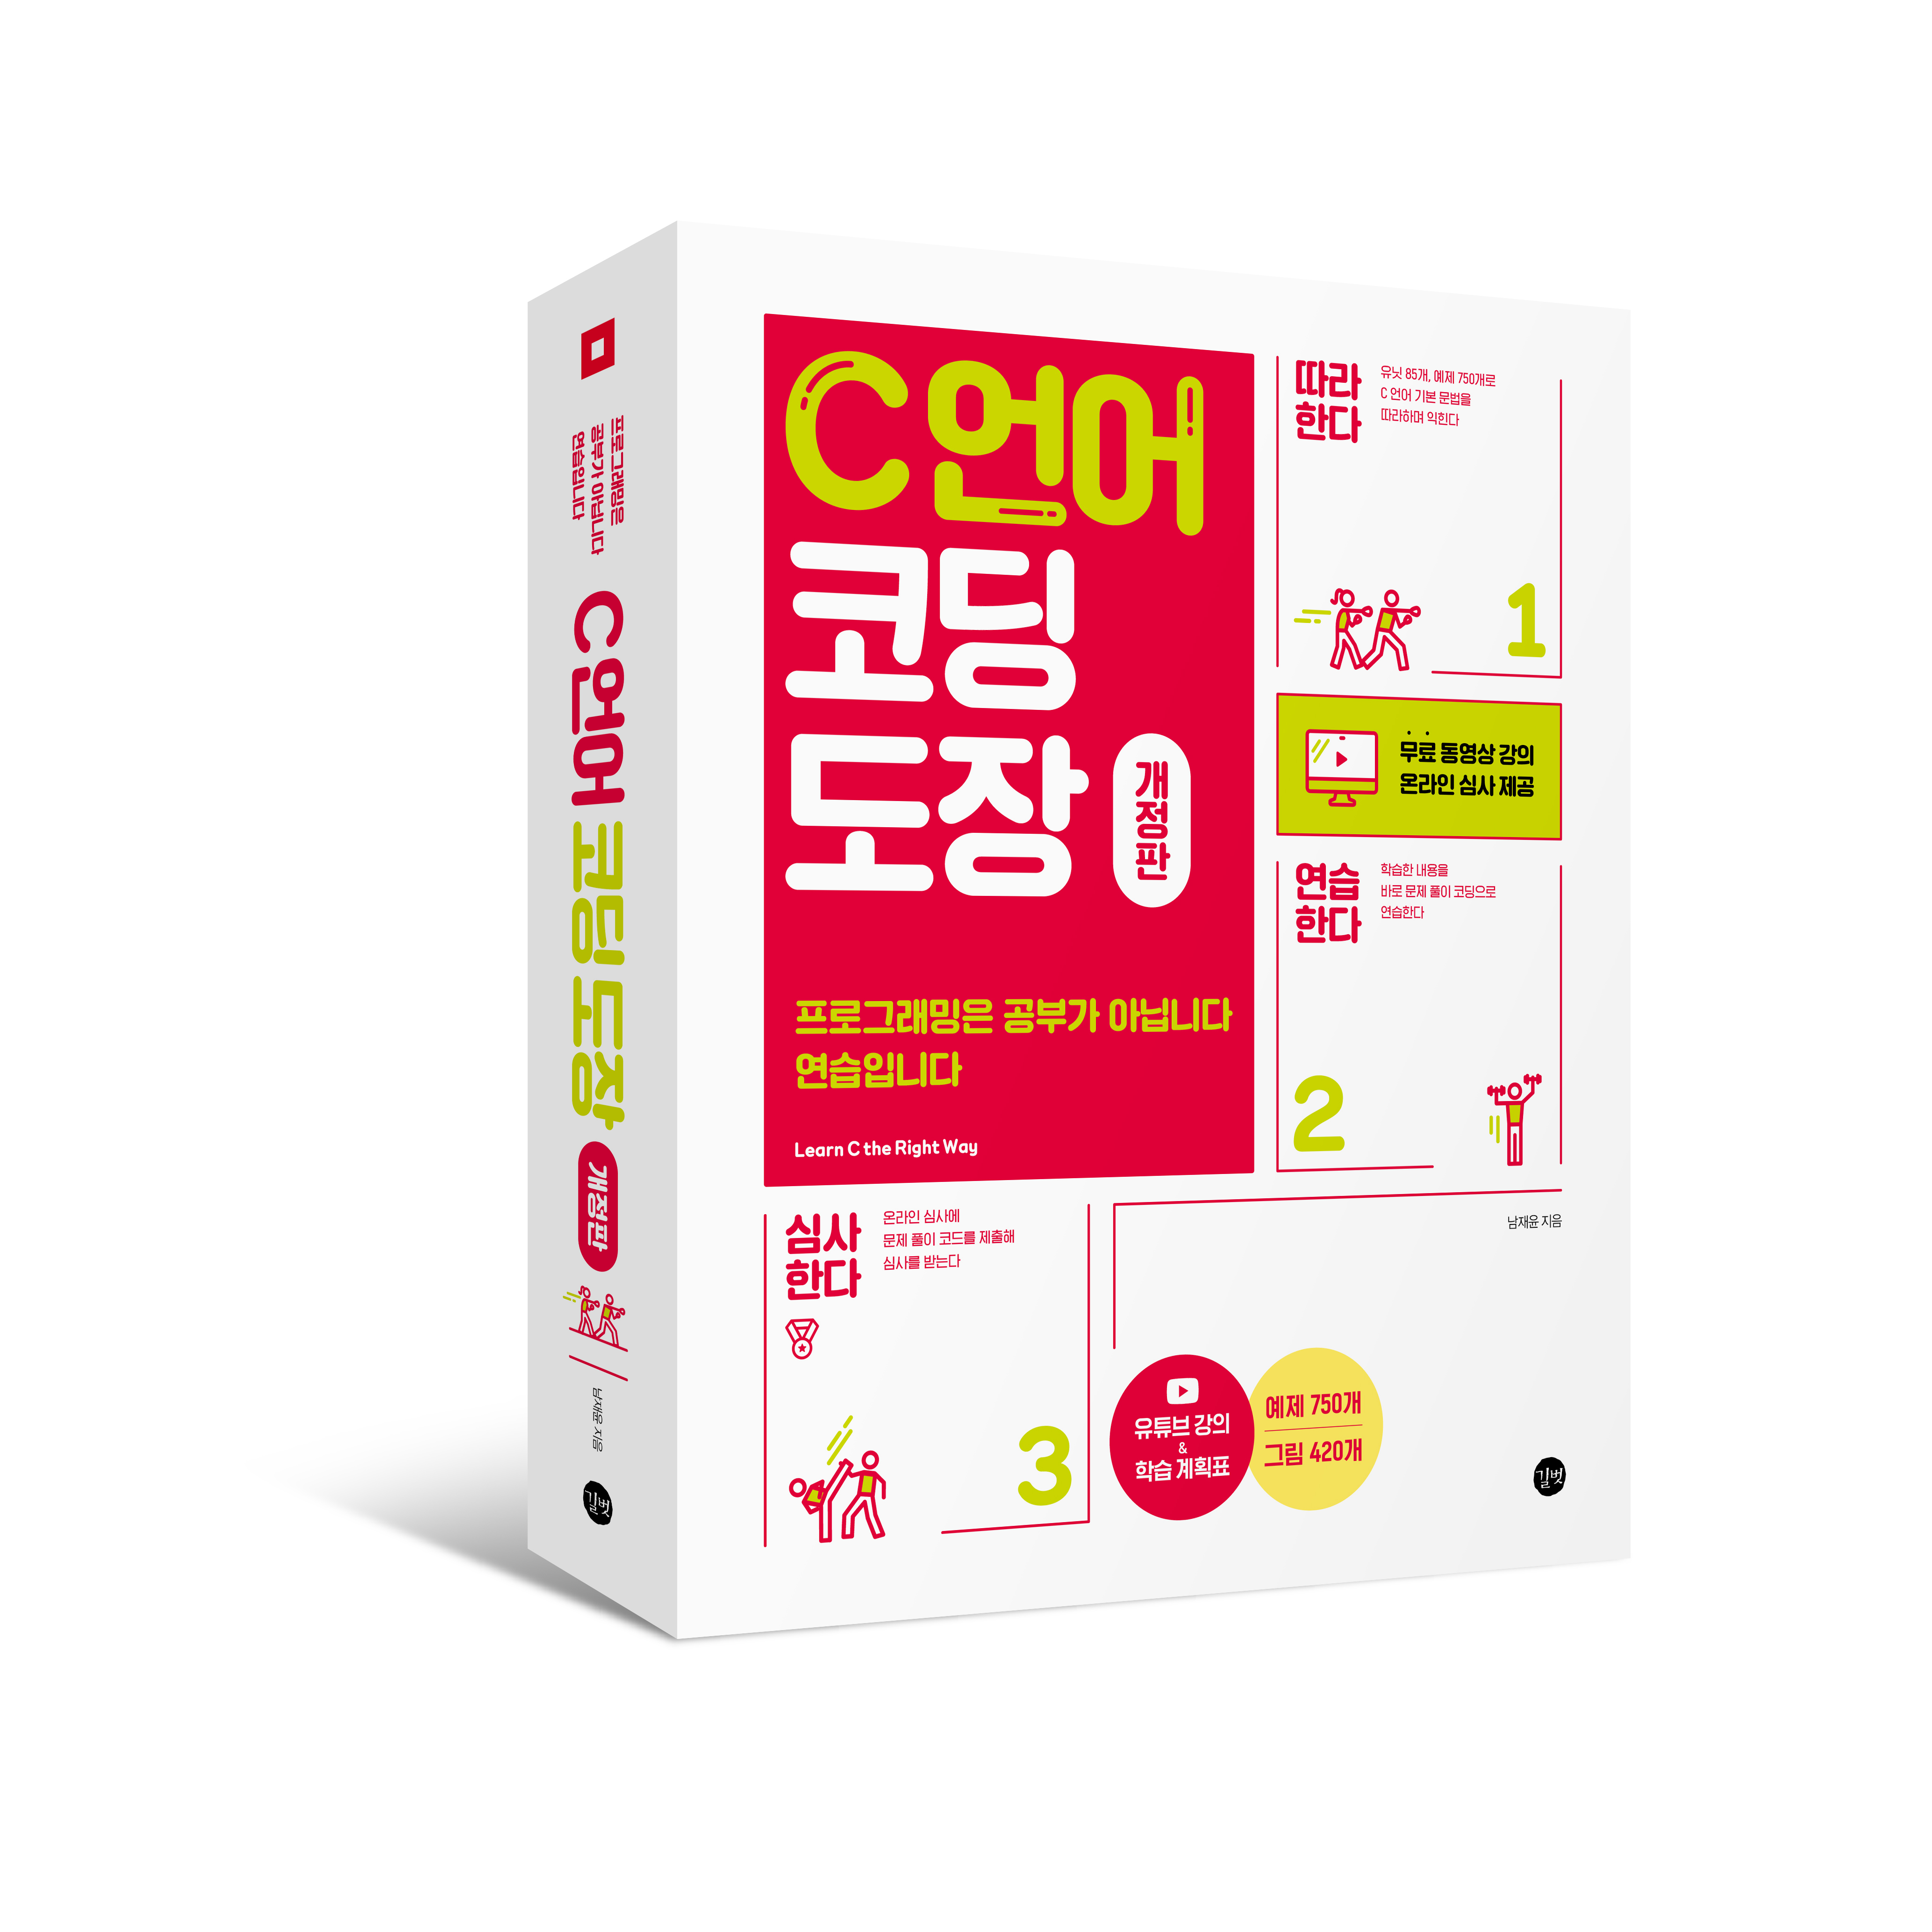 프로그래밍은
공부가 아닙니다
연습입니다
C 언어 코딩 도장
개정판
남재윤 지음
길벗
C 언어
코딩
도장
개정판
프로그래밍은 공부가 아닙니다
연습입니다
Learn C the Right Way
따라
한다
유닛 85개, 예제 750개로
C 언어 기본 문법을
따라하며 익힌다
1
무료 동영상 강의
온라인 심사 제공
연습
한다
학습한 내용을
바로 문제 풀이 코딩으로
연습한다
2
심사
한다
온라인 심사에
문제 풀이 코드를 제출해
심사를 받는다
3
남재윤 지음
유튜브 강의
&
학습 계획표
예제 750개
그림 420개
길벗